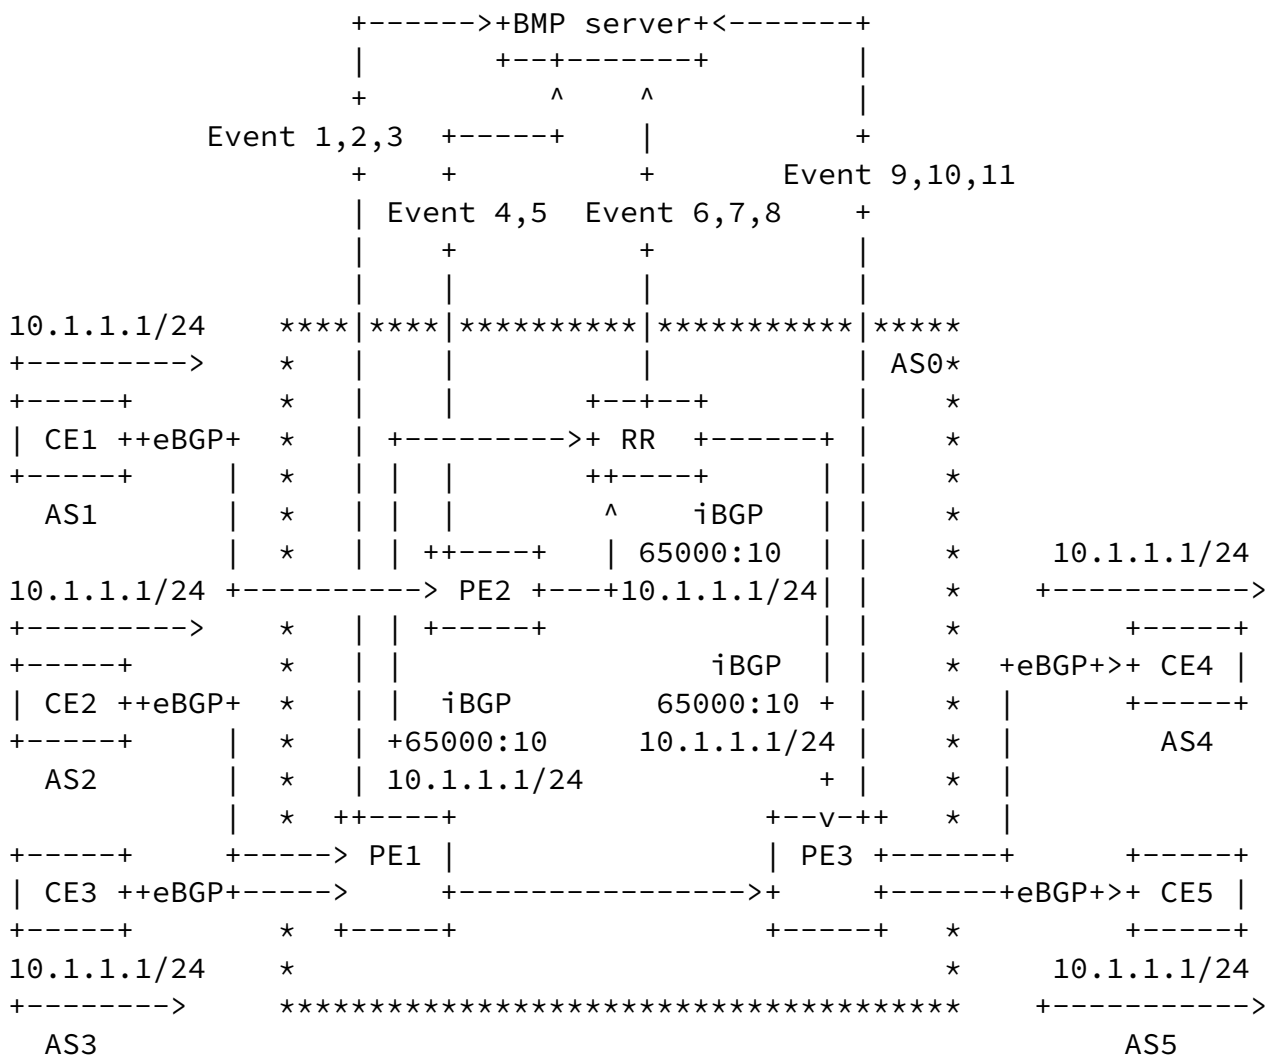 +------>+BMP server+<-------+
|       +--+-------+        |
+          ^    ^           |
Event 1,2,3  +-----+    |           +
+    +          +       Event 9,10,11
| Event 4,5  Event 6,7,8    +
|    +          +           |
|    |          |           |
10.1.1.1/24    ****|****|**********|***********|*****
+--------->    *   |    |          |           | AS0*
+-----+        *   |    |       +--+--+        |    *
| CE1 ++eBGP+  *   | +---------->+ RR  +------+ |    *
+-----+     |  *   | |  |       ++----+      | |    *
AS1       |  *   | |  |        ^    iBGP   | |    *
|  *   | | ++----+   | 65000:10  | |    *     10.1.1.1/24
10.1.1.1/24 +----------> PE2 +---+10.1.1.1/24| |    *    +----------->
+--------->    *   | | +-----+               | |    *         +-----+
+-----+        *   | |                 iBGP  | |    *  +eBGP+>+ CE4 |
| CE2 ++eBGP+  *   | |  iBGP        65000:10 + |    *  |      +-----+
+-----+     |  *   | +65000:10     10.1.1.1/24 |    *  |        AS4
AS2       |  *   | 10.1.1.1/24             + |    *  |
|  *  ++----+                 +--v-++   *  |
+-----+     +-----> PE1 |                 | PE3 +------+      +-----+
| CE3 ++eBGP+----->     +---------------->+     +------+eBGP+>+ CE5 |
+-----+        *  +-----+                 +-----+   *         +-----+
10.1.1.1/24    *                                    *     10.1.1.1/24
+-------->     **************************************    +----------->
AS3                                                         AS5